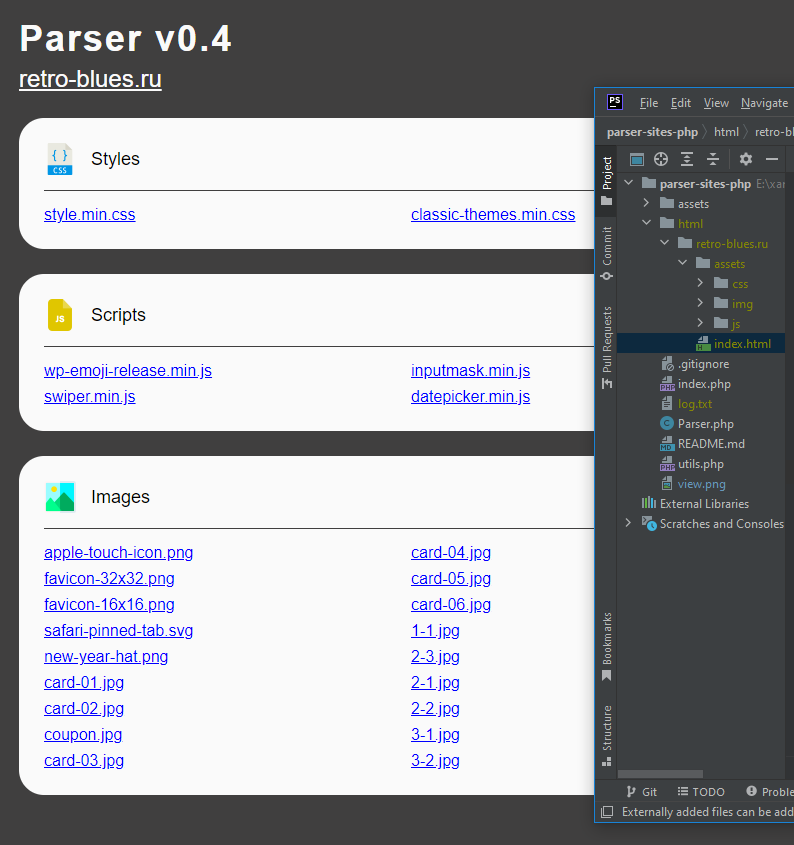 Parser v0.4
retro-blues.ru
CSS
Styles
style.min.css
classic-themes.min.css
JS
Scripts
wp-emoji-release.min.js
inputmask.min.js
swiper.min.js
datepicker.min.js
Images
apple-touch-icon.png
card-04.jpg
favicon-32x32.png
card-05.jpg
favicon-16x16.png
card-06.jpg
safari-pinned-tab.svg
1-1.jpg
new-year-hat.png
2-3.jpg
card-01.jpg
2-1.jpg
card-02.jpg
2-2.jpg
coupon.jpg
3-1.jpg
card-03.jpg
3-2.jpg
PS File Edit View Navigate
parser-sites-php html retro-bl
Project
Commit
Pull Requests
Bookmarks
Structure
parser-sites-php E:\xar
assets
html
retro-blues.ru
assets
css
img
js
index.html
.gitignore
index.php
log.txt
Parser.php
README.md
utils.php
view.png
External Libraries
Scratches and Consoles
Git TODO Proble
Externally added files can be add